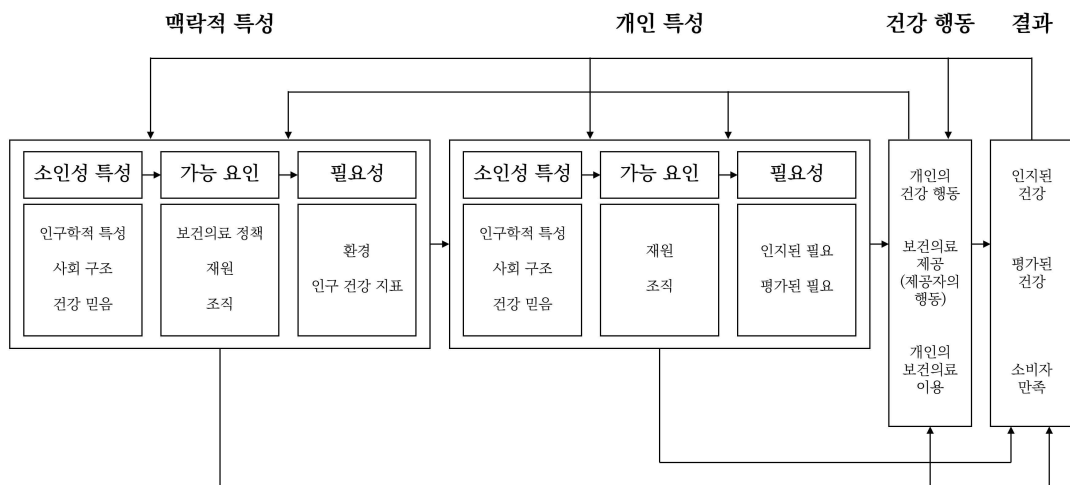 맥락적 특성
개인 특성
건강 행동
결과
소인성 특성
가능 요인
필요성
인구학적 특성
사회 구조
건강 믿음
보건의료 정책
재원
조직
환경
인구 건강 지표
소인성 특성
가능 요인
필요성
인구학적 특성
사회 구조
건강 믿음
재원
조직
인지된 필요
평가된 필요
개인의
건강 행동
보건의료
제공
(제공자의
행동)
개인의
보건의료
이용
인지된
건강
평가된
건강
소비자
만족